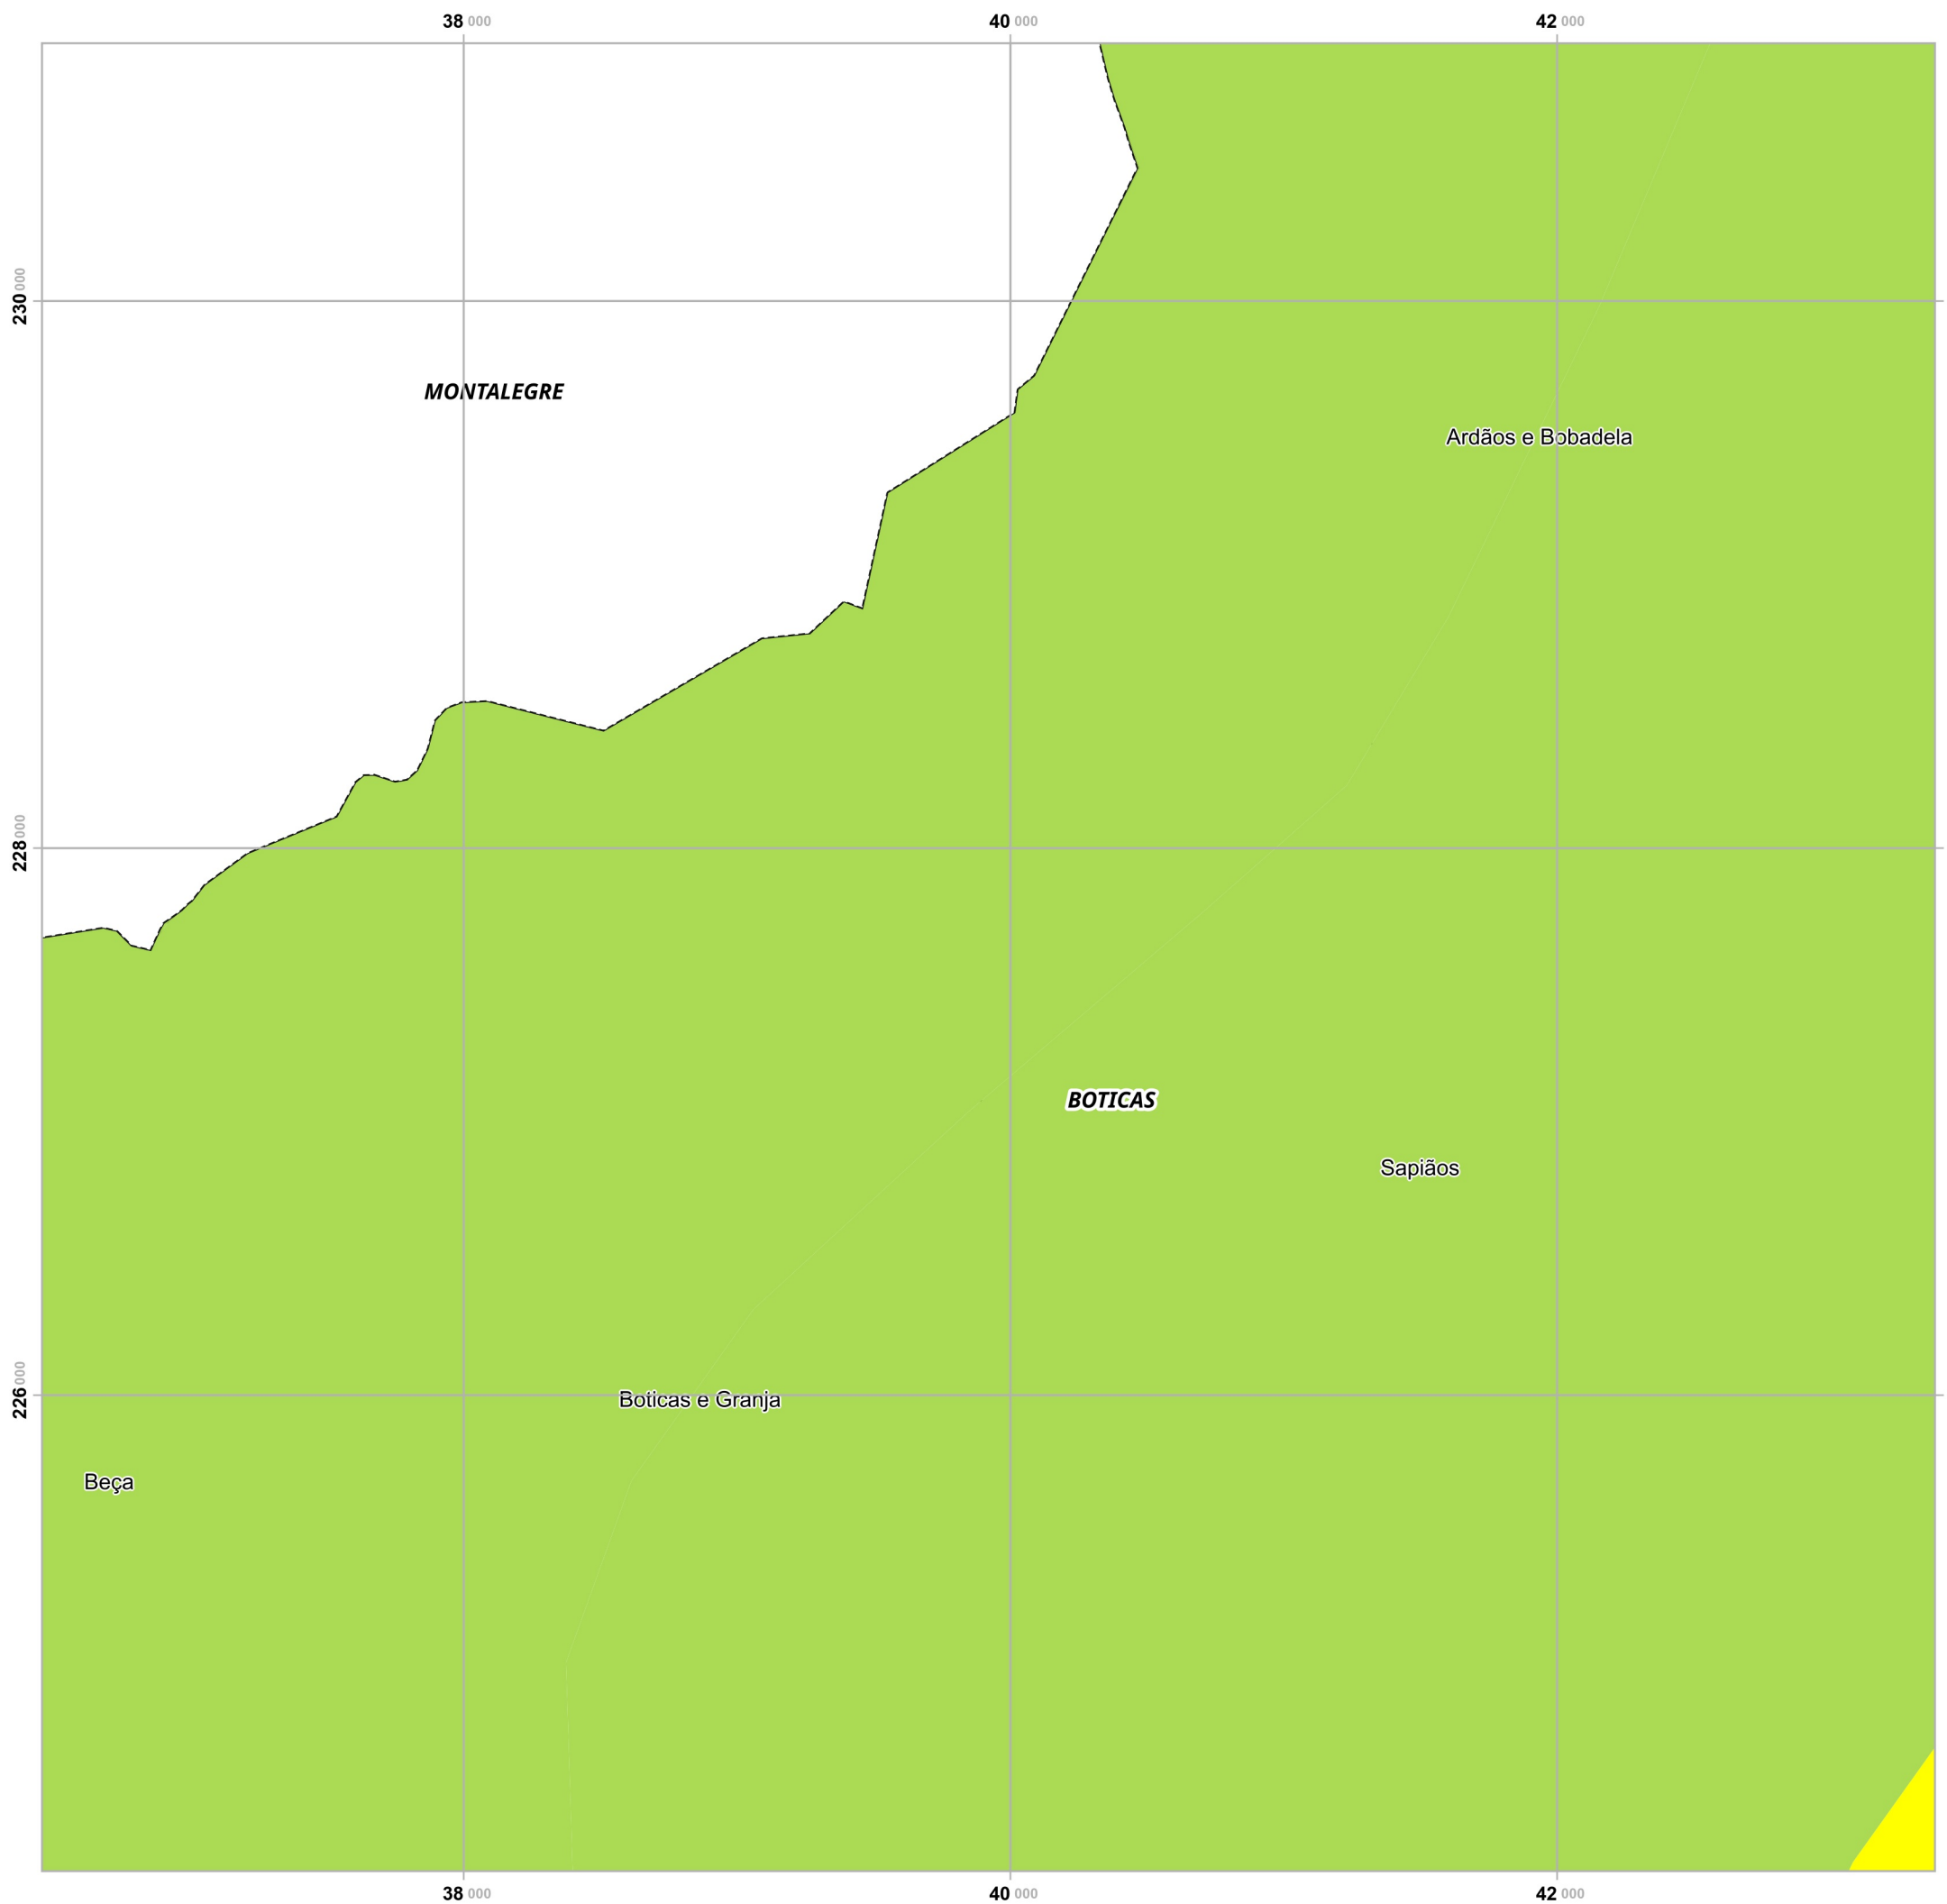 38 000
40 000
42 000
230 000
MONTALEGRE
Ardãos e Bobadela
228 000
BOTICAS
Sapiãos
226 000
Boticas e Granja
Beça
38 000
40 000
42 000